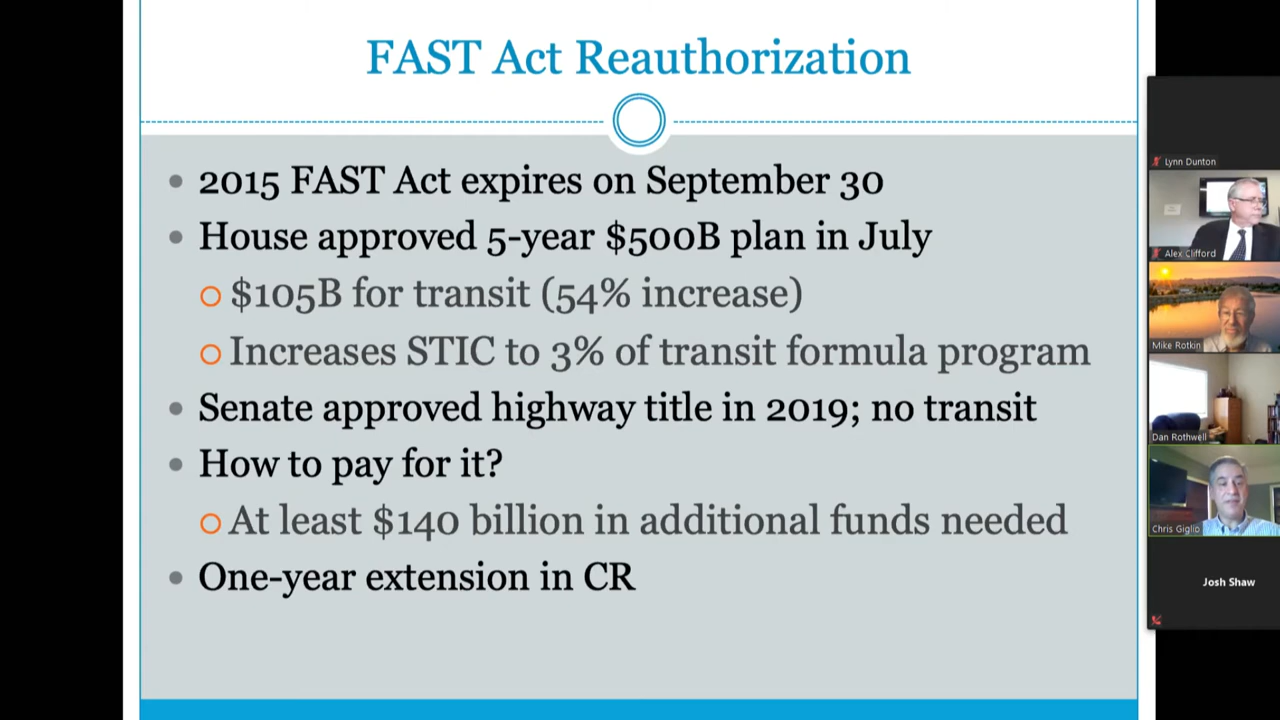 FAST Act Reauthorization
2015 FAST Act expires on September 30
House approved 5-year $500B plan in July
$105B for transit (54% increase)
Increases STIC to 3% of transit formula program
Senate approved highway title in 2019; no transit
How to pay for it?
At least $140 billion in additional funds needed
One-year extension in CR
Lynn Dunton
Alex Clifford
Mike Rotkin
Dan Rothwell
Chris Giglio
Josh Shaw